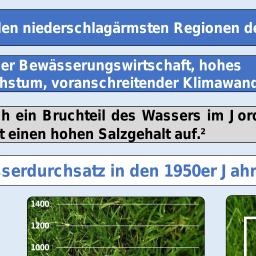 den niederschlagärmsten Regionen de
er Bewässerungswirtschaft, hohes
hstum, voranschreitender Klimawand
h ein Bruchteil des Wassers im Jord
t einen hohen Salzgehalt auf.²
serdurchsatz in den 1950er Jahr
1400
1200
1000